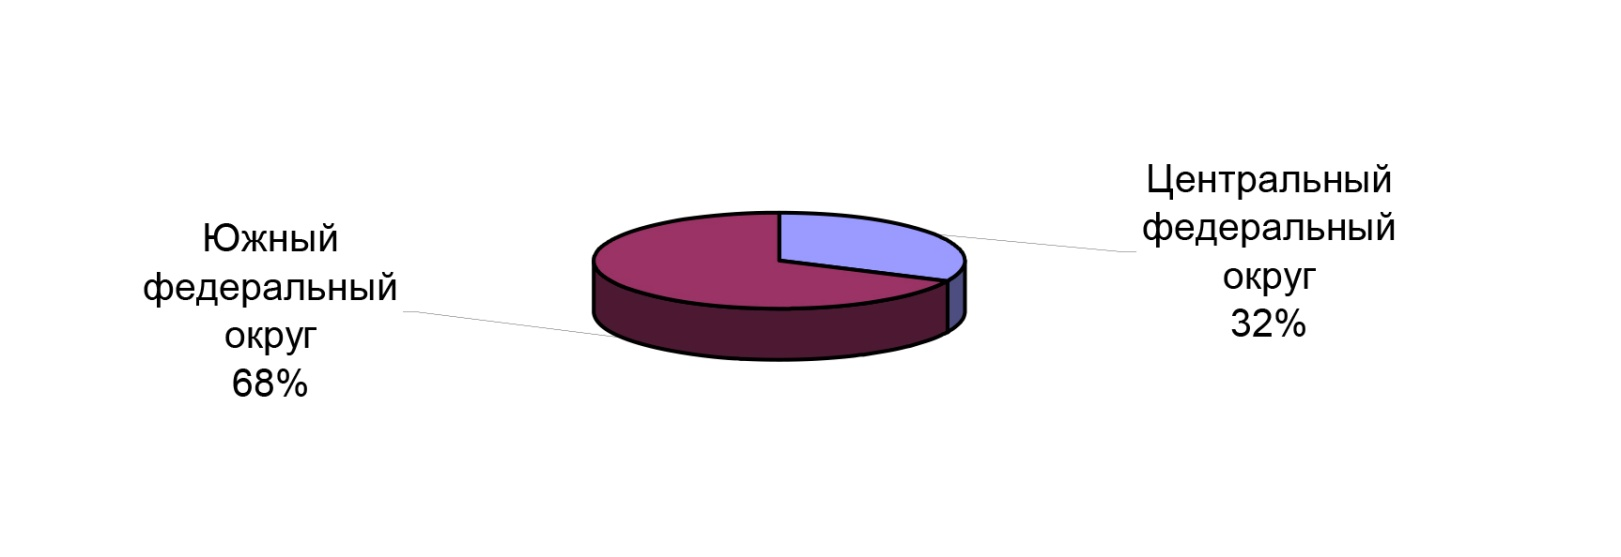 Южный
федеральный
округ
68%
Центральный
федеральный
округ
32%